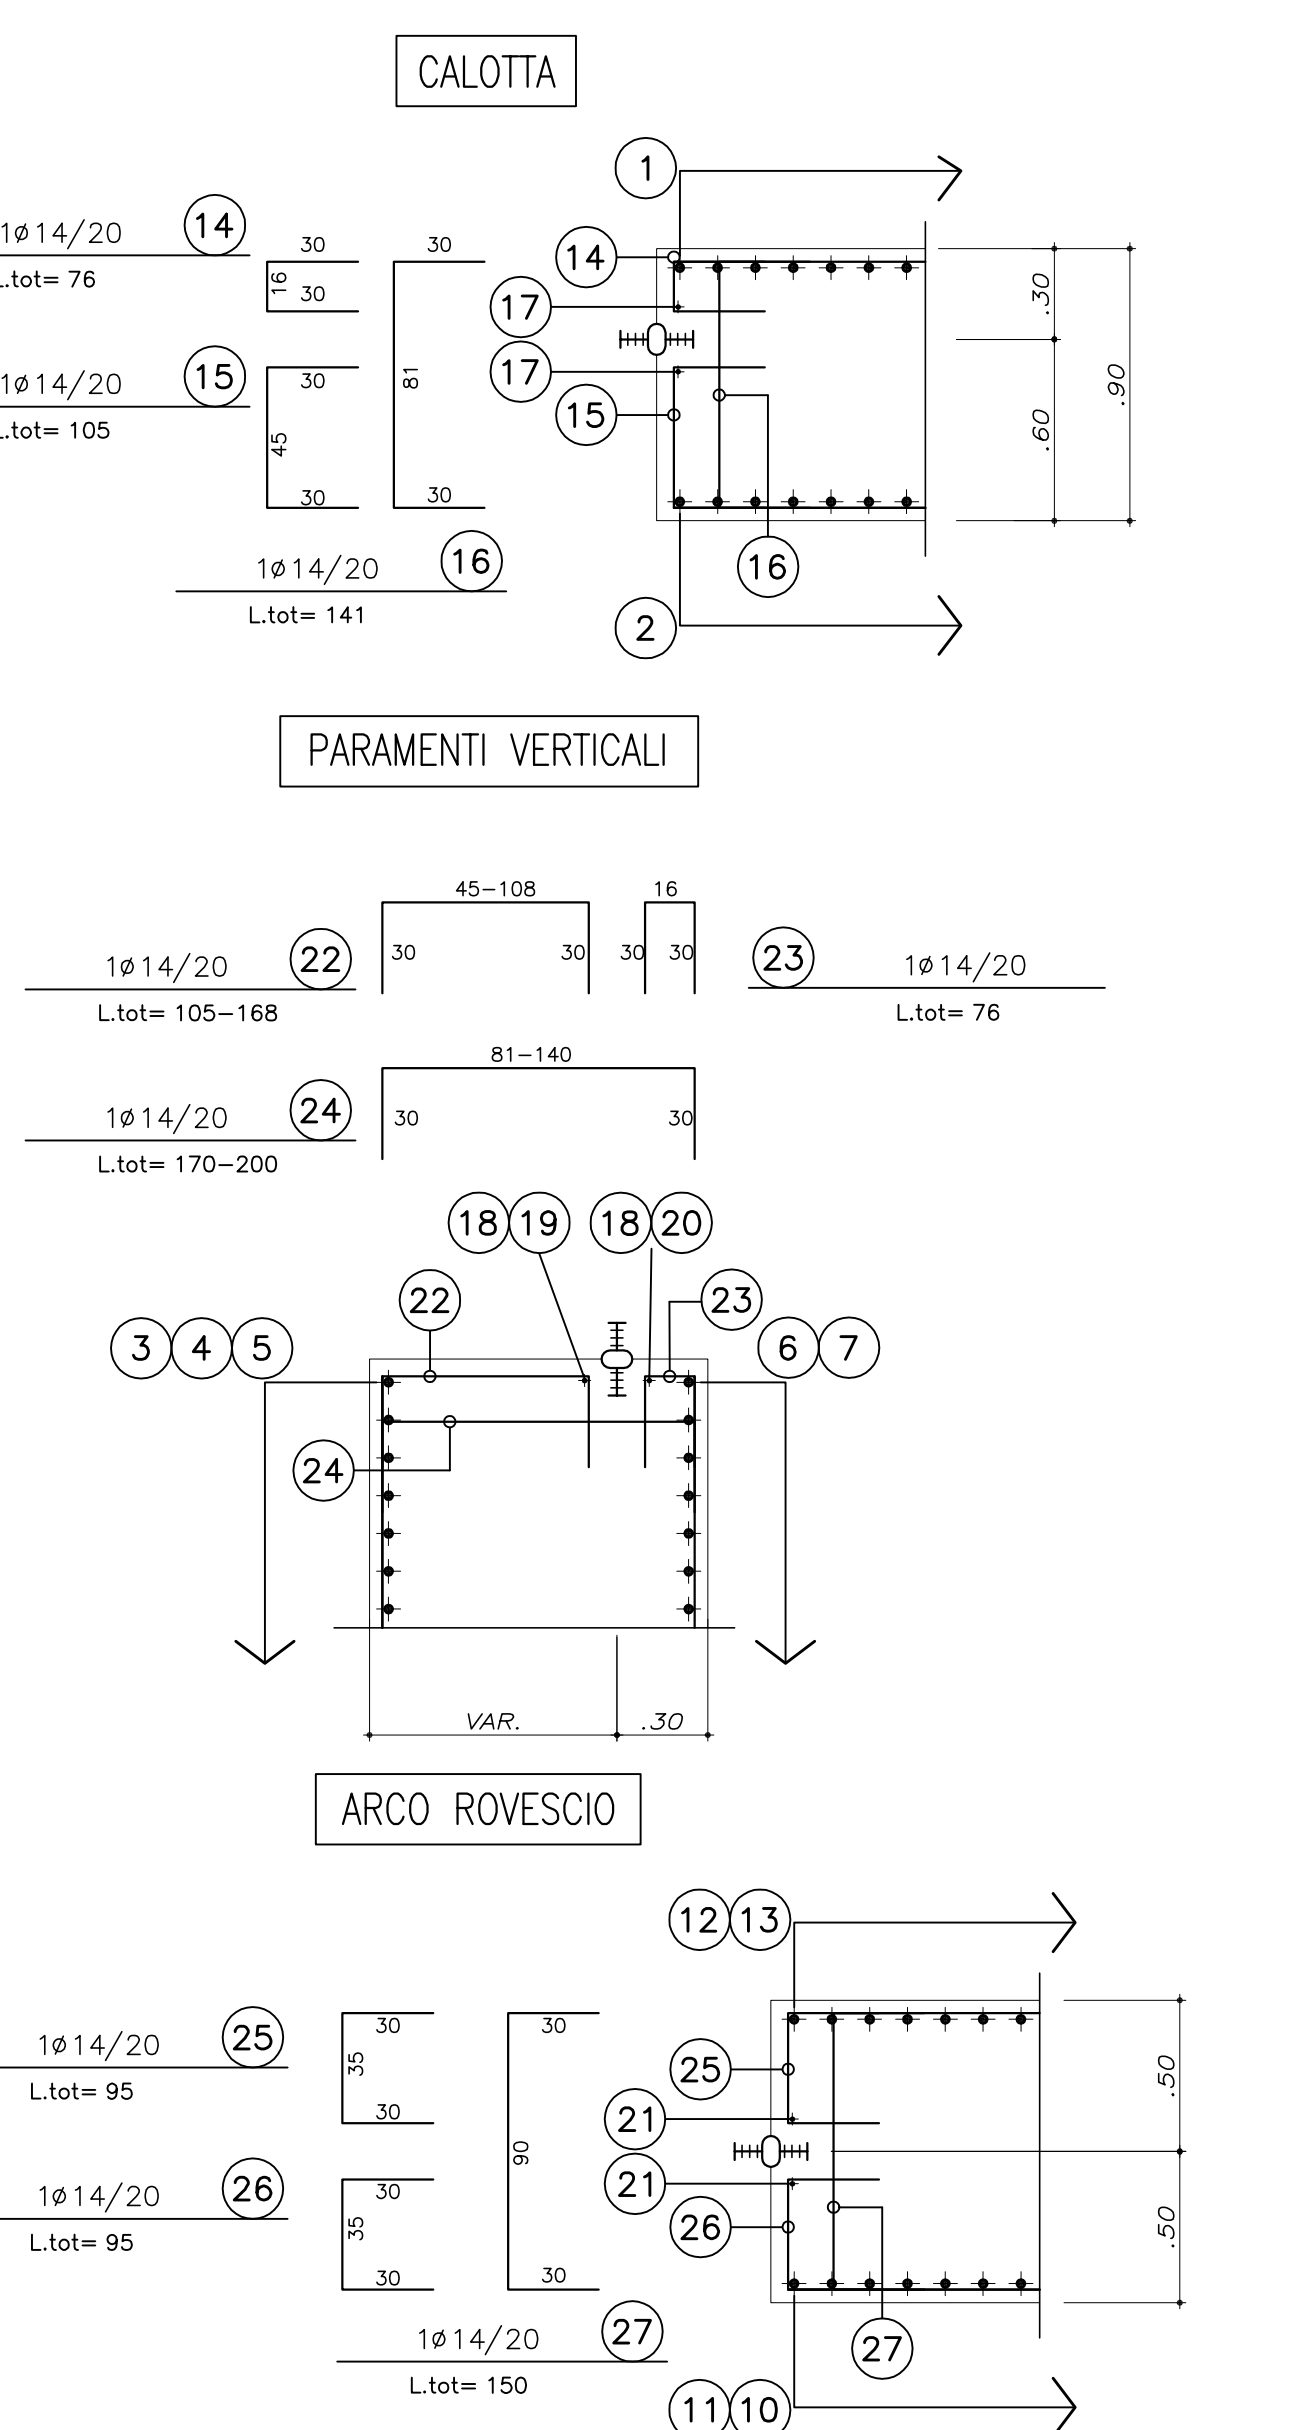 CALOTTA
1
1ø14/20 14
L.tot= 76
30
16
30
30
81
30
14
17
17
15
16
.30
.60
.90
1ø14/20 15
L.tot= 105
30
45
30
1ø14/20 16
L.tot= 141
2
PARAMENTI VERTICALI
45-108
30 30
16
30 30
1ø14/20 22
L.tot= 105-168
23 1ø14/20
L.tot= 76
81-140
30 30
1ø14/20 24
L.tot= 170-200
18 19 18 20
22 23
3 4 5 6 7
24
VAR. .30
ARCO ROVESCIO
12 13
1ø14/20 25
L.tot= 95
30
35
30
30
90
30
25
21
21
26
.50
.50
1ø14/20 26
L.tot= 95
30
35
30
1ø14/20 27
L.tot= 150
27
11 10